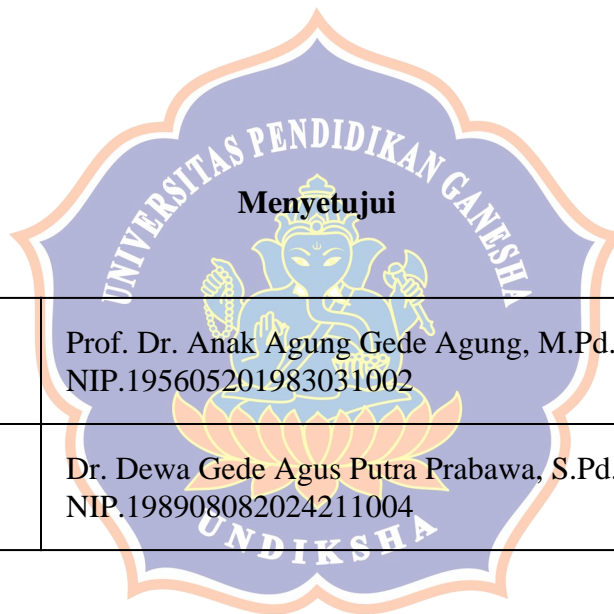 UNIVERSITAS PENDIDIKAN GANESHA
Menyetujui
Prof. Dr. Anak Agung Gede Agung, M.Pd.
NIP.195605201983031002
Dr. Dewa Gede Agus Putra Prabawa, S.Pd.
NIP.198908082024211004
UNDIKSHA